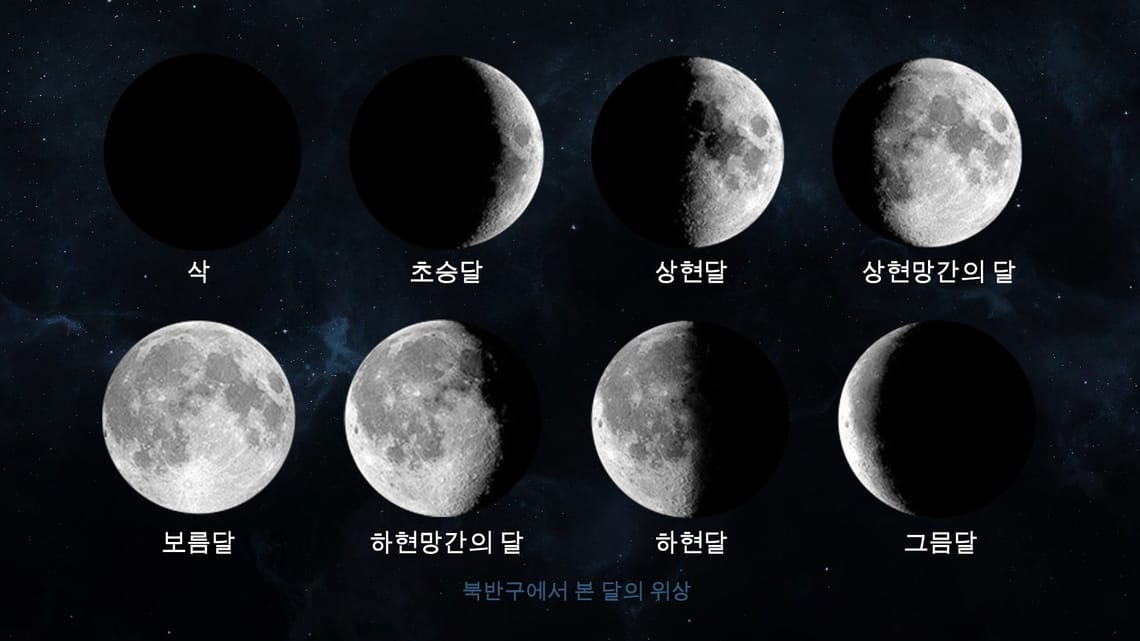 삭
초승달
상현달
상현망간의 달
보름달
하현망간의 달
하현달
그믐달
북반구에서 본 달의 위상